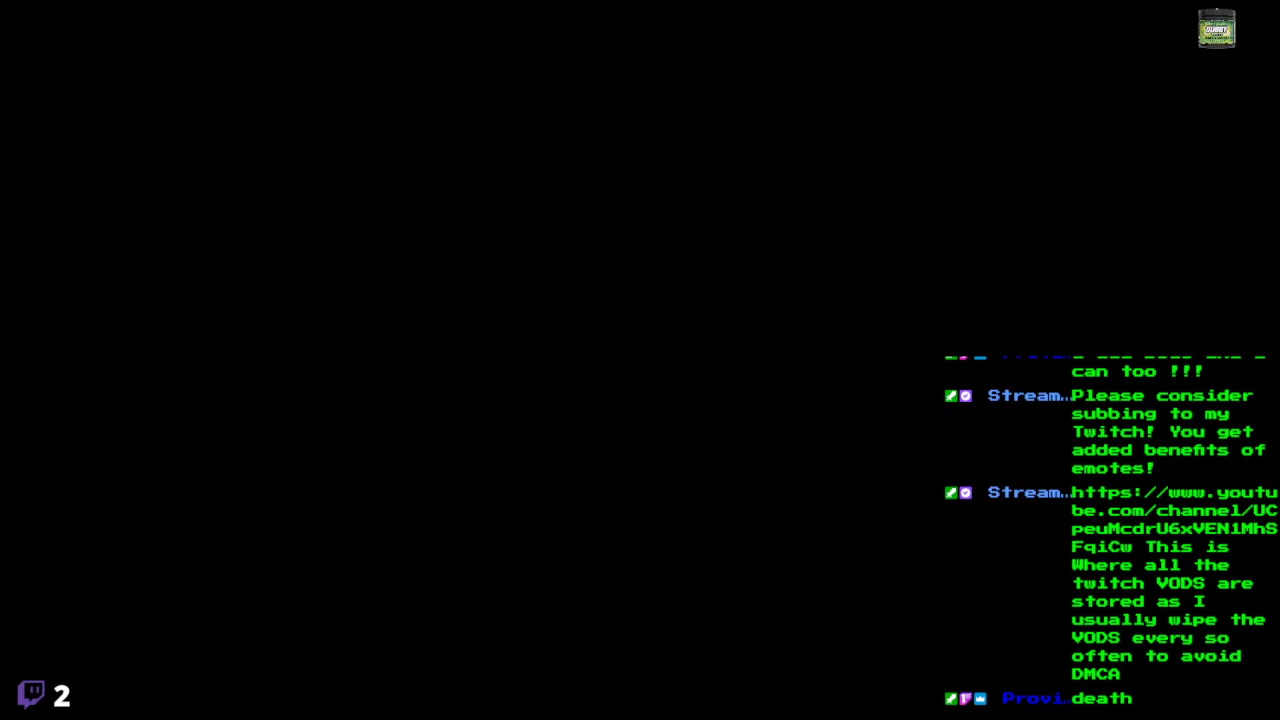 DUBBY
can too !!!
Stream..Please consider
subbing to my
Twitch! You get
added benefits of
emotes!
Stream..https://www.youtu
be.com/channel/UC
peuMcdrU6xVEN1MhS
FqiCw This is
Where all the
twitch VODS are
stored as I
usually wipe the
VODS every so
often to avoid
DMCA
Provi..death
2